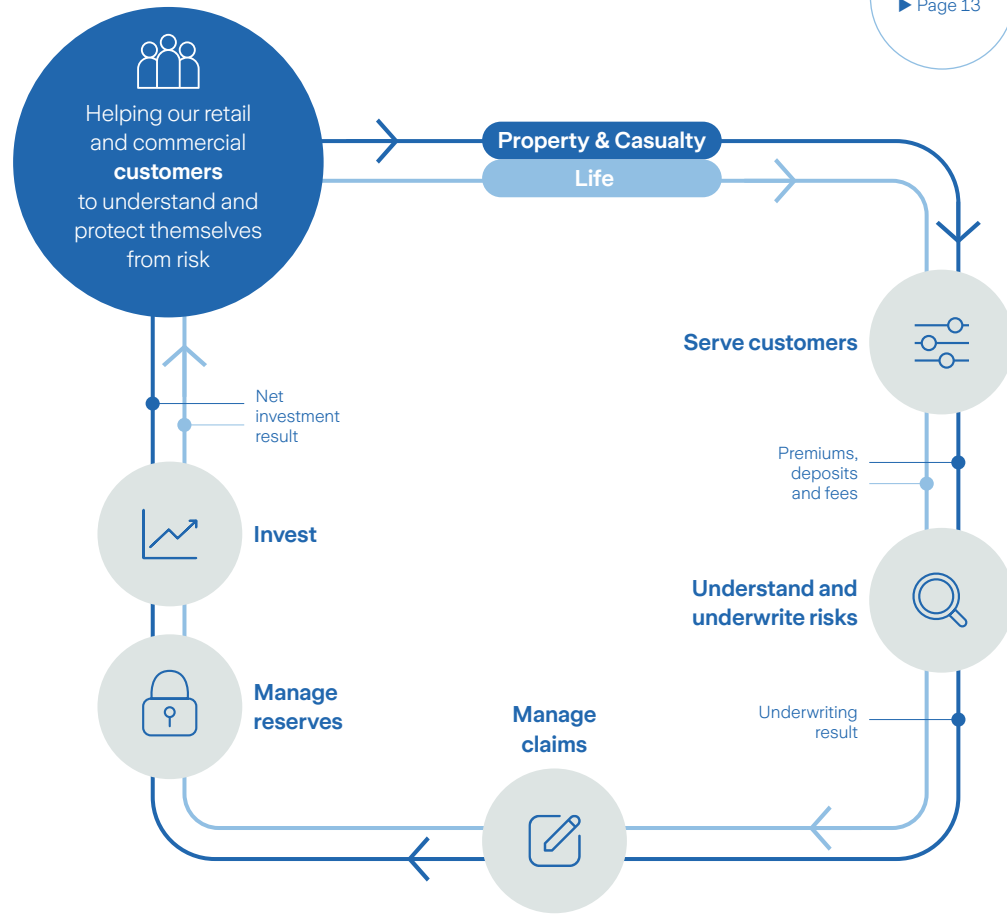 ▶ Page 13
Helping our retail
and commercial
customers
to understand and
protect themselves
from risk
Property & Casualty
Life
Serve customers
Premiums,
deposits
and fees
Understand and
underwrite risks
Underwriting
result
Manage
claims
Manage
reserves
Invest
Net
investment
result